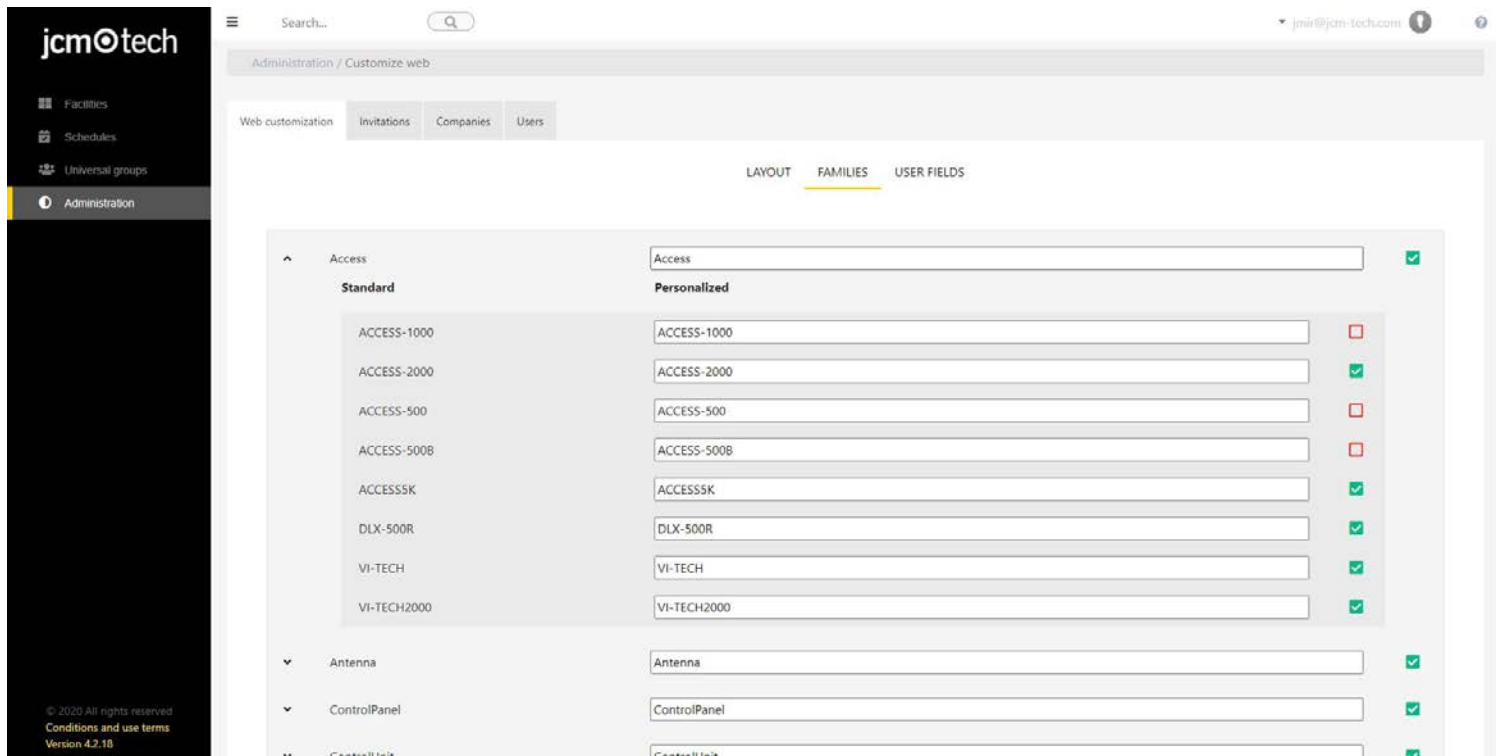 jcm tech
Search...
jmir@jcm-tech.com
Administration / Customize web
Facilities
Schedules
Universal groups
Administration
Web customization Invitations Companies Users
LAYOUT FAMILIES USER FIELDS
Access Access
Standard Personalized
ACCESS-1000 ACCESS-1000
ACCESS-2000 ACCESS-2000
ACCESS-500 ACCESS-500
ACCESS-500B ACCESS-500B
ACCESS5K ACCESS5K
DLX-500R DLX-500R
VI-TECH VI-TECH
VI-TECH2000 VI-TECH2000
Antenna Antenna
ControlPanel ControlPanel
ControlUnit ControlUnit
© 2020 All rights reserved
Conditions and use terms
Version 4.2.18